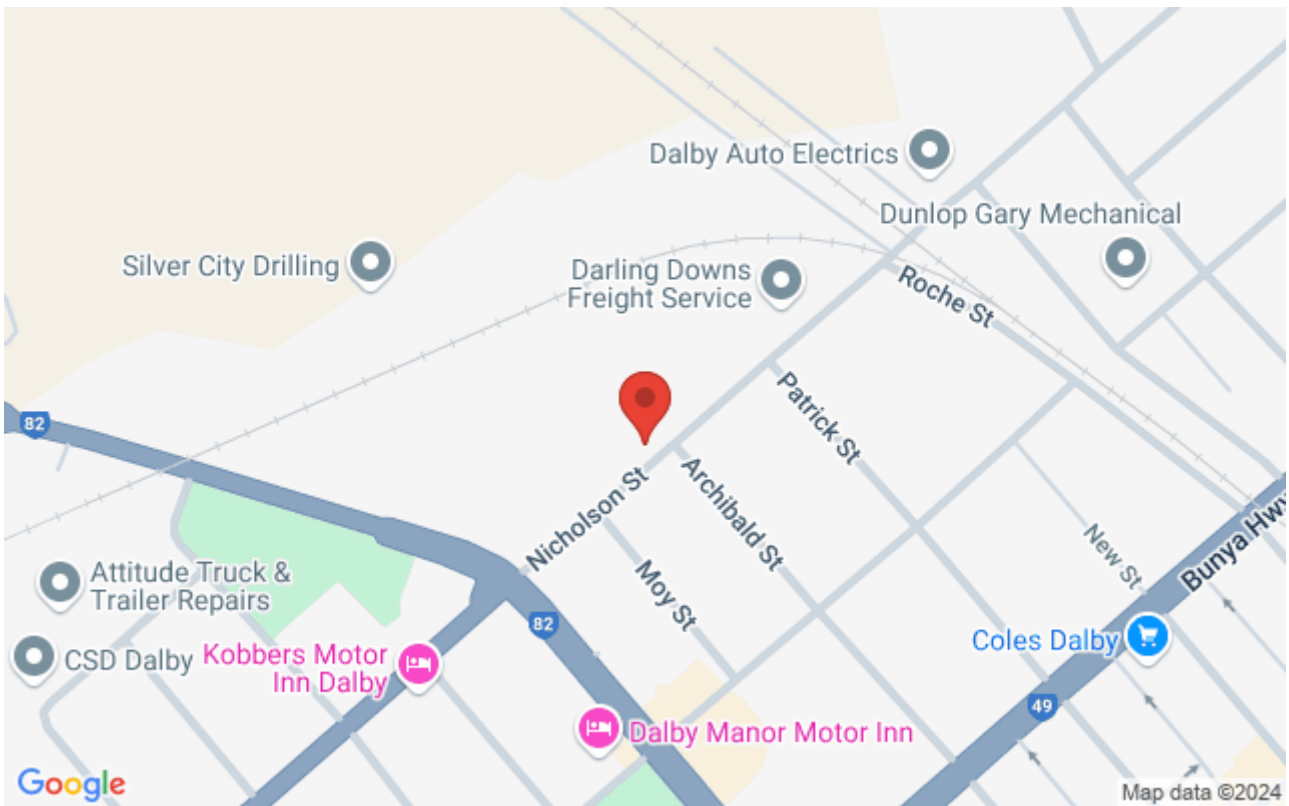 Dalby Auto Electrics
Dunlop Gary Mechanical
Silver City Drilling
Darling Downs
Freight Service
Roche St
Patrick St
82
Nicholson St
Archibald St
New St
Bunya Hwy
Attitude Truck &
Trailer Repairs
Moy St
82
CSD Dalby
Kobbers Motor
Inn Dalby
Coles Dalby
49
Dalby Manor Motor Inn
Google
Map data ©2024